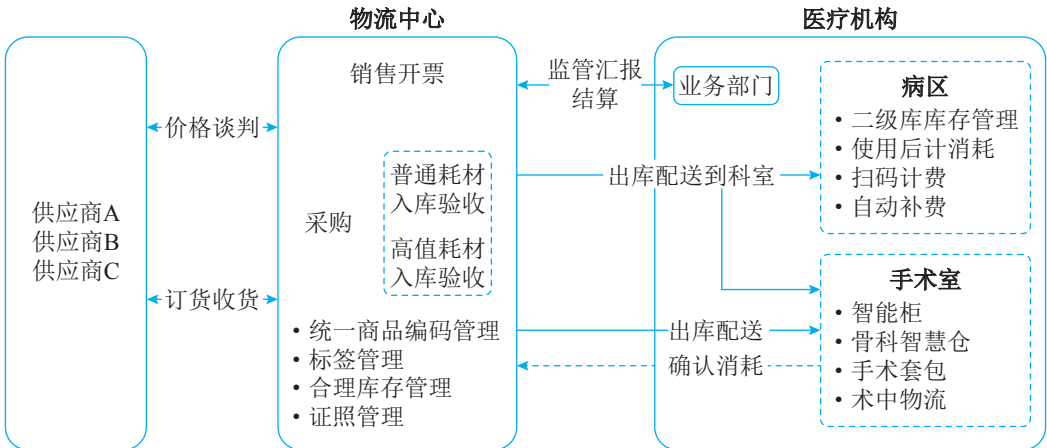 物流中心
医疗机构
供应商A
供应商B
供应商C
价格谈判
订货收货
销售开票
采购
普通耗材
入库验收
高值耗材
入库验收
• 统一商品编码管理
• 标签管理
• 合理库存管理
• 证照管理
监管汇报
结算
业务部门
出库配送到科室
出库配送
确认消耗
病区
• 二级库库存管理
• 使用后计消耗
• 扫码计费
• 自动补费
手术室
• 智能柜
• 骨科智慧仓
• 手术套包
• 术中物流